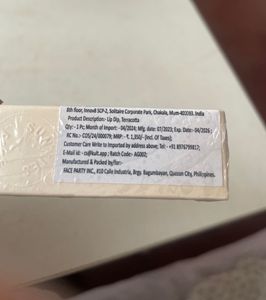 8th floor, Innov8 SCP-2, Solitaire Corporate Park, Chakala, Mum-400093. India
Product Description:- Lip Dip, Terracotta
Qty: - 1 Pc; Month of Import: - 04/2024; Mfg. date: 07/2023; Exp. Date:- 04/2026 ;
RC No.:- COS/24/000079; MRP:- ₹. 1,350/- (Incl. Of Taxes);
Customer Care Write to Imported by address above; Tel: - +91 8976799817;
E-Mail id: - cs@kult.app ; Batch Code:- AG002;
Manufactured & Packed by/for:-
FACE PARTY INC., #10 Calle Industria, Brgy. Bagumbayan, Quezon City, Philippines.